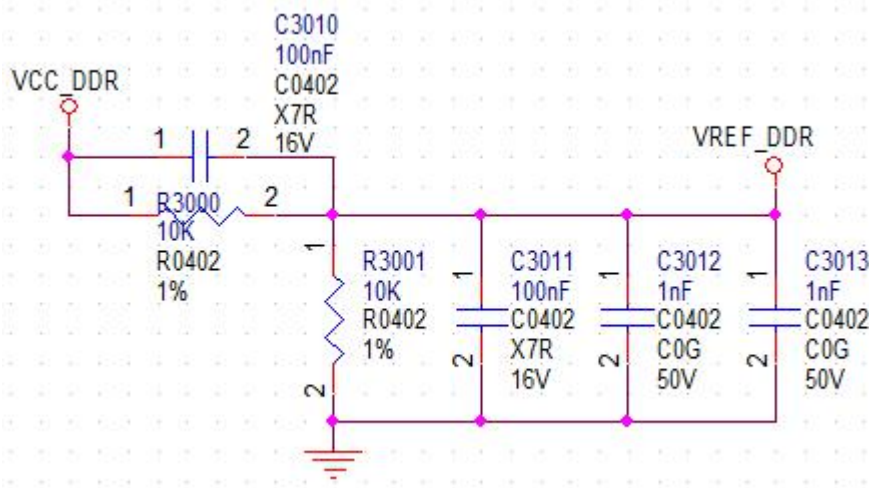 C3010
100nF
C0402
X7R
16V
VCC_DDR
1
2
1
2
R3000
10K
R0402
1%
VREF_DDR
1
2
R3001
10K
R0402
1%
1
2
C3011
100nF
C0402
X7R
16V
1
2
C3012
1nF
C0402
C0G
50V
1
2
C3013
1nF
C0402
C0G
50V